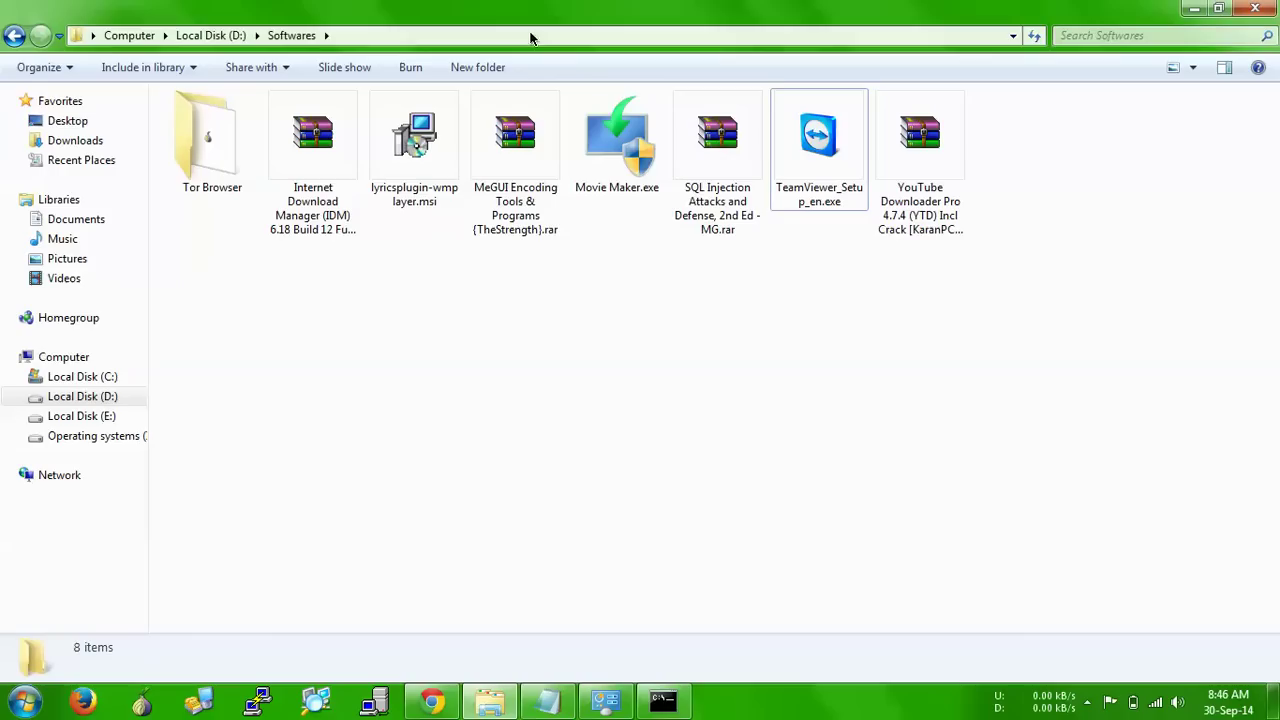 Computer Local Disk (D:) Softwares Search Softwares
Organize Include in library Share with Slide show Burn New folder
Favorites
Desktop
Downloads
Recent Places
Libraries
Documents
Music
Pictures
Videos
Homegroup
Computer
Local Disk (C:)
Local Disk (D:)
Local Disk (E:)
Operating systems (
Network
Tor Browser
Internet
Download
Manager (IDM)
6.18 Build 12 Fu...
lyricsplugin-wmp
layer.msi
MeGUI Encoding
Tools &
Programs
{TheStrength}.rar
Movie Maker.exe
SQL Injection
Attacks and
Defense, 2nd Ed -
MG.rar
TeamViewer_Setu
p_en.exe
YouTube
Downloader Pro
4.7.4 (YTD) Incl
Crack [KaranPC...
8 items
C:\_
U: 0.00 kB/s
D: 0.00 kB/s
8:46 AM
30-Sep-14